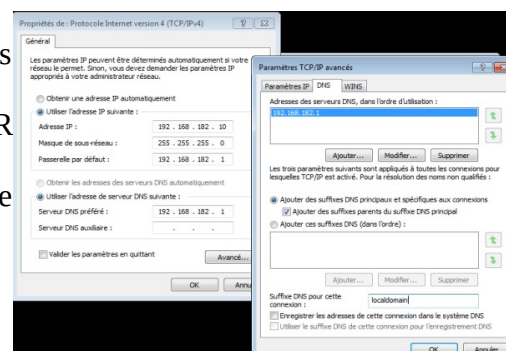 s
R
e
Propriétés de : Protocole Internet version 4 (TCP/IPv4)
Général
Les paramètres IP peuvent être déterminés automatiquement si votre
réseau le permet. Sinon, vous devez demander les paramètres IP
appropriés à votre administrateur réseau.
Obtenir une adresse IP automatiquement
Utiliser l'adresse IP suivante :
Adresse IP : 192 . 168 . 182 . 10
Masque de sous-réseau : 255 . 255 . 255 . 0
Passerelle par défaut : 192 . 168 . 182 . 1
Obtenir les adresses des serveurs DNS automatiquement
Utiliser l'adresse de serveur DNS suivante :
Serveur DNS préféré : 192 . 168 . 182 . 1
Serveur DNS auxiliaire : . . .
Valider les paramètres en quittant
Avancé...
OK
Annu
Paramètres TCP/IP avancés
Paramètres IP DNS WINS
Adresses des serveurs DNS, dans l'ordre d'utilisation :
192.168.182.1
Ajouter... Modifier... Supprimer
Les trois paramètres suivants sont appliqués à toutes les connexions pour
lesquelles TCP/IP est activé. Pour la résolution des noms non qualifiés :
Ajouter des suffixes DNS principaux et spécifiques aux connexions
Ajouter des suffixes parents du suffixe DNS principal
Ajouter ces suffixes DNS (dans l'ordre) :
Ajouter... Modifier... Supprimer
Suffixe DNS pour cette
connexion : localdomain
Enregistrer les adresses de cette connexion dans le système DNS
Utiliser le suffixe DNS de cette connexion pour l'enregistrement DNS
OK Annuler